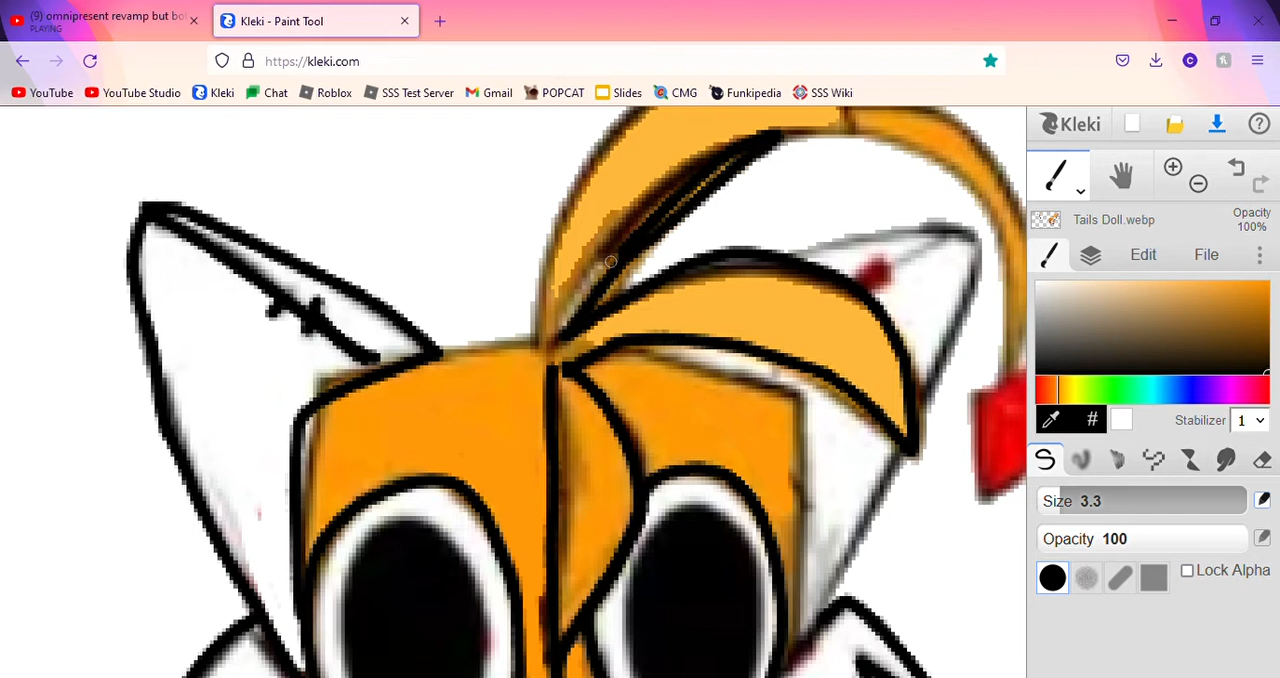 (9) omnipresent revamp but bo
PLAYING
Kleki - Paint Tool
https://kleki.com
YouTube YouTube Studio Kleki Chat Roblox SSS Test Server Gmail POPCAT Slides CMG Funkipedia SSS Wiki
Kleki
Tails Doll.webp
Opacity
100%
Edit File
# Stabilizer 1
Size 3.3
Opacity 100
Lock Alpha